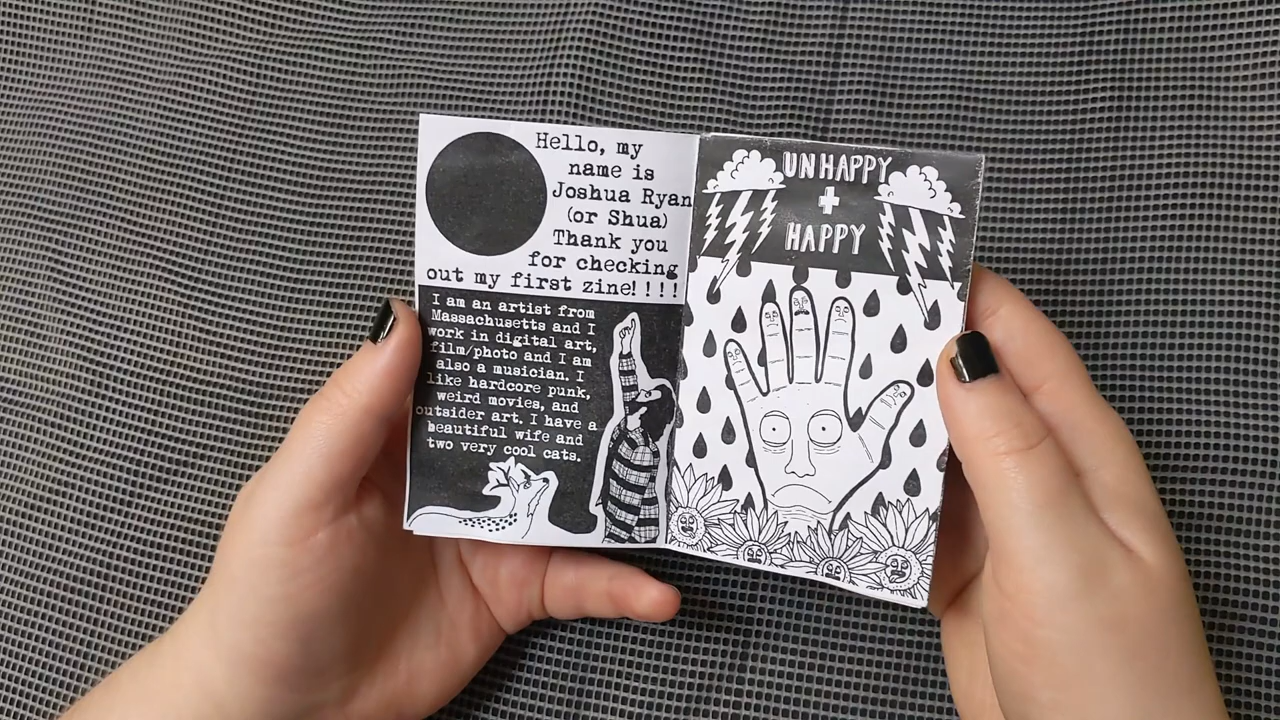 Hello, my
name is
Joshua Ryan
(or Shua)
Thank you
for checking
out my first zine!!!!
I am an artist from
Massachusetts and I
work in digital art,
film/photo and I am
also a musician. I
like hardcore punk,
weird movies, and
outsider art. I have a
beautiful wife and
two very cool cats.
UNHAPPY
+
HAPPY